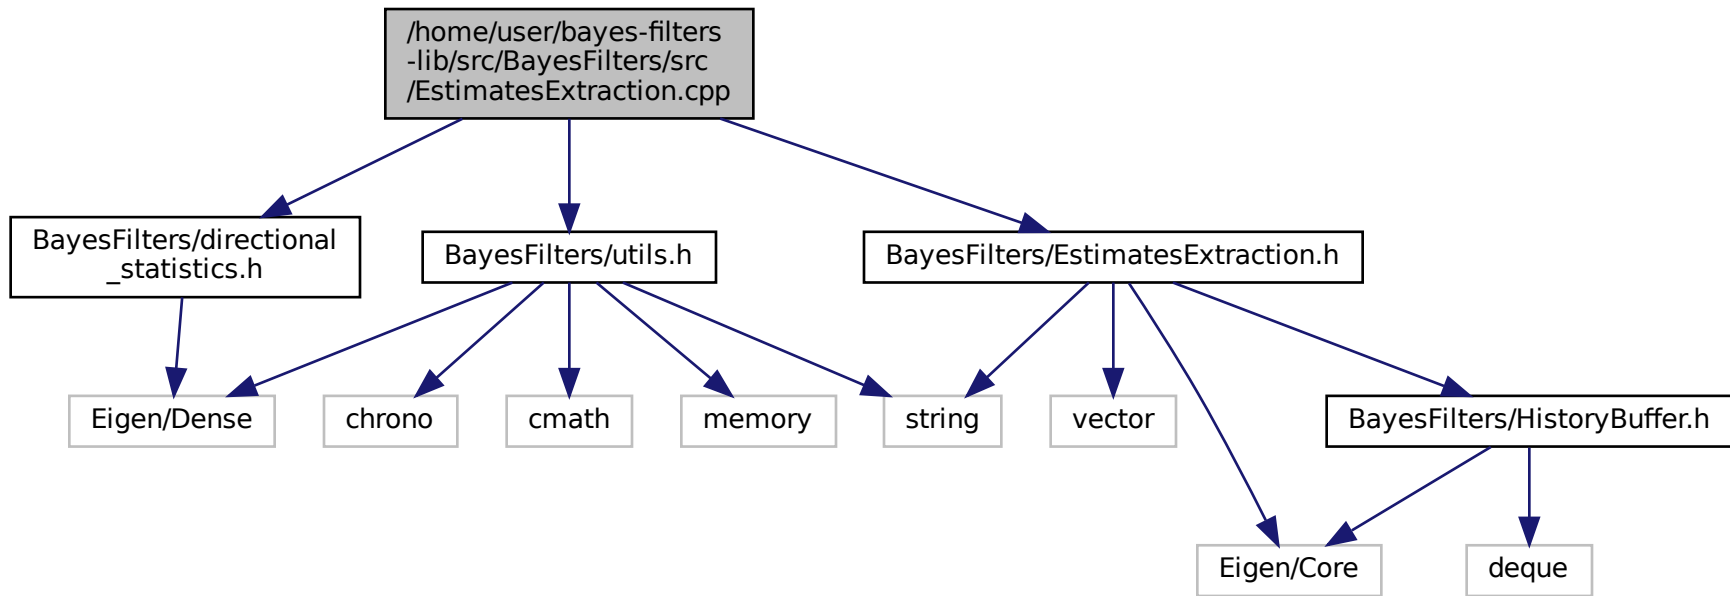 /home/user/bayes-filters
-lib/src/BayesFilters/src
/EstimatesExtraction.cpp
BayesFilters/directional
_statistics.h
BayesFilters/utils.h
BayesFilters/EstimatesExtraction.h
Eigen/Dense
chrono
cmath
memory
string
vector
BayesFilters/HistoryBuffer.h
Eigen/Core
deque